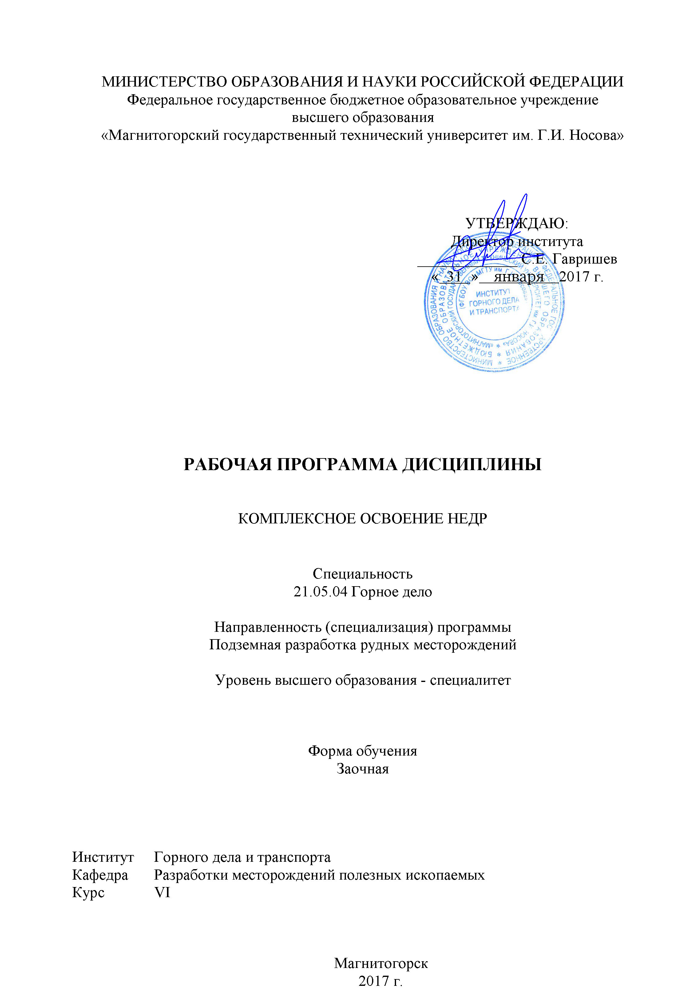 МИНИСТЕРСТВО ОБРАЗОВАНИЯ И НАУКИ РОССИЙСКОЙ ФЕДЕРАЦИИ
Федеральное государственное бюджетное образовательное учреждение
высшего образования
«Магнитогорский государственный технический университет им. Г.И. Носова»
УТВЕРЖДАЮ:
Директор института
С.Е. Гавришев
« 31 » января 2017 г.
ИНСТИТУТ
ГОРНОГО ДЕЛА
И ТРАНСПОРТА
РАБОЧАЯ ПРОГРАММА ДИСЦИПЛИНЫ
КОМПЛЕКСНОЕ ОСВОЕНИЕ НЕДР
Специальность
21.05.04 Горное дело
Направленность (специализация) программы
Подземная разработка рудных месторождений
Уровень высшего образования - специалитет
Форма обучения
Заочная
Институт Горного дела и транспорта
Кафедра Разработки месторождений полезных ископаемых
Курс VI
Магнитогорск
2017 г.